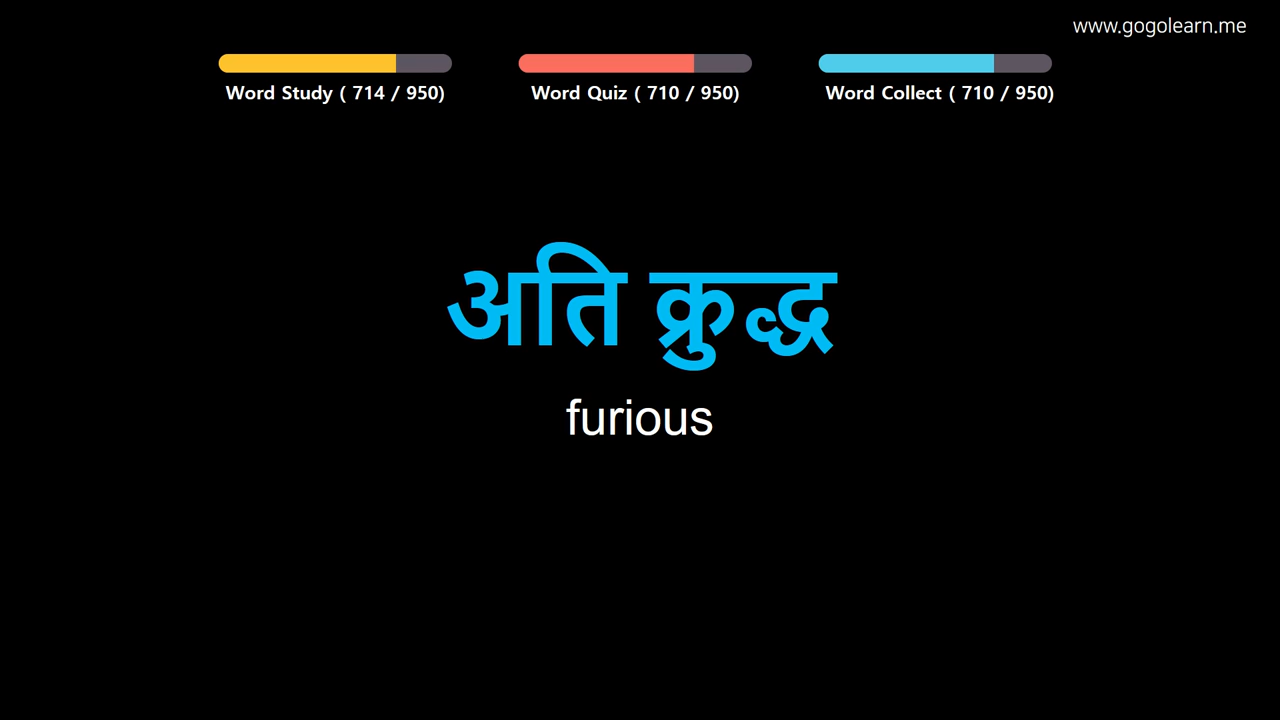 www.gogolearn.me
Word Study ( 714 / 950)
Word Quiz ( 710 / 950)
Word Collect ( 710 / 950)
अति क्रुद्ध
furious